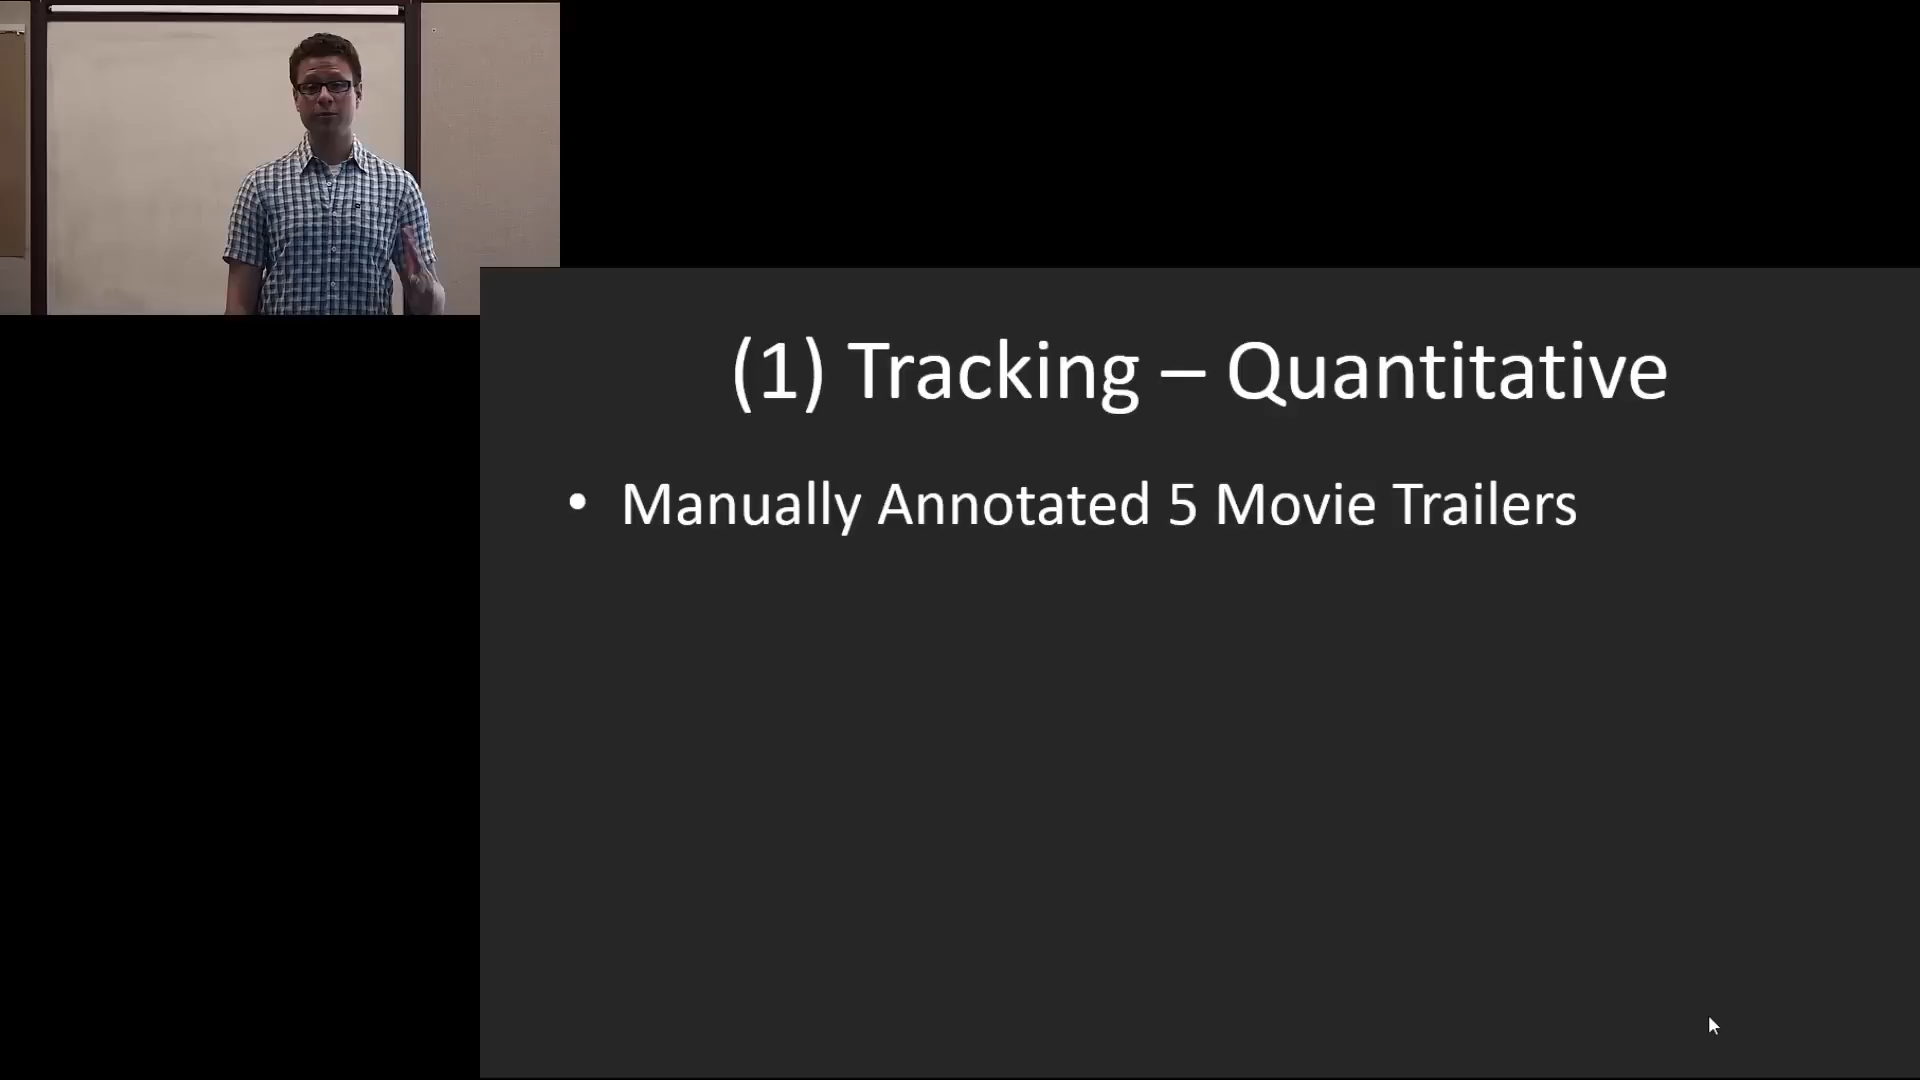 (1) Tracking – Quantitative
• Manually Annotated 5 Movie Trailers